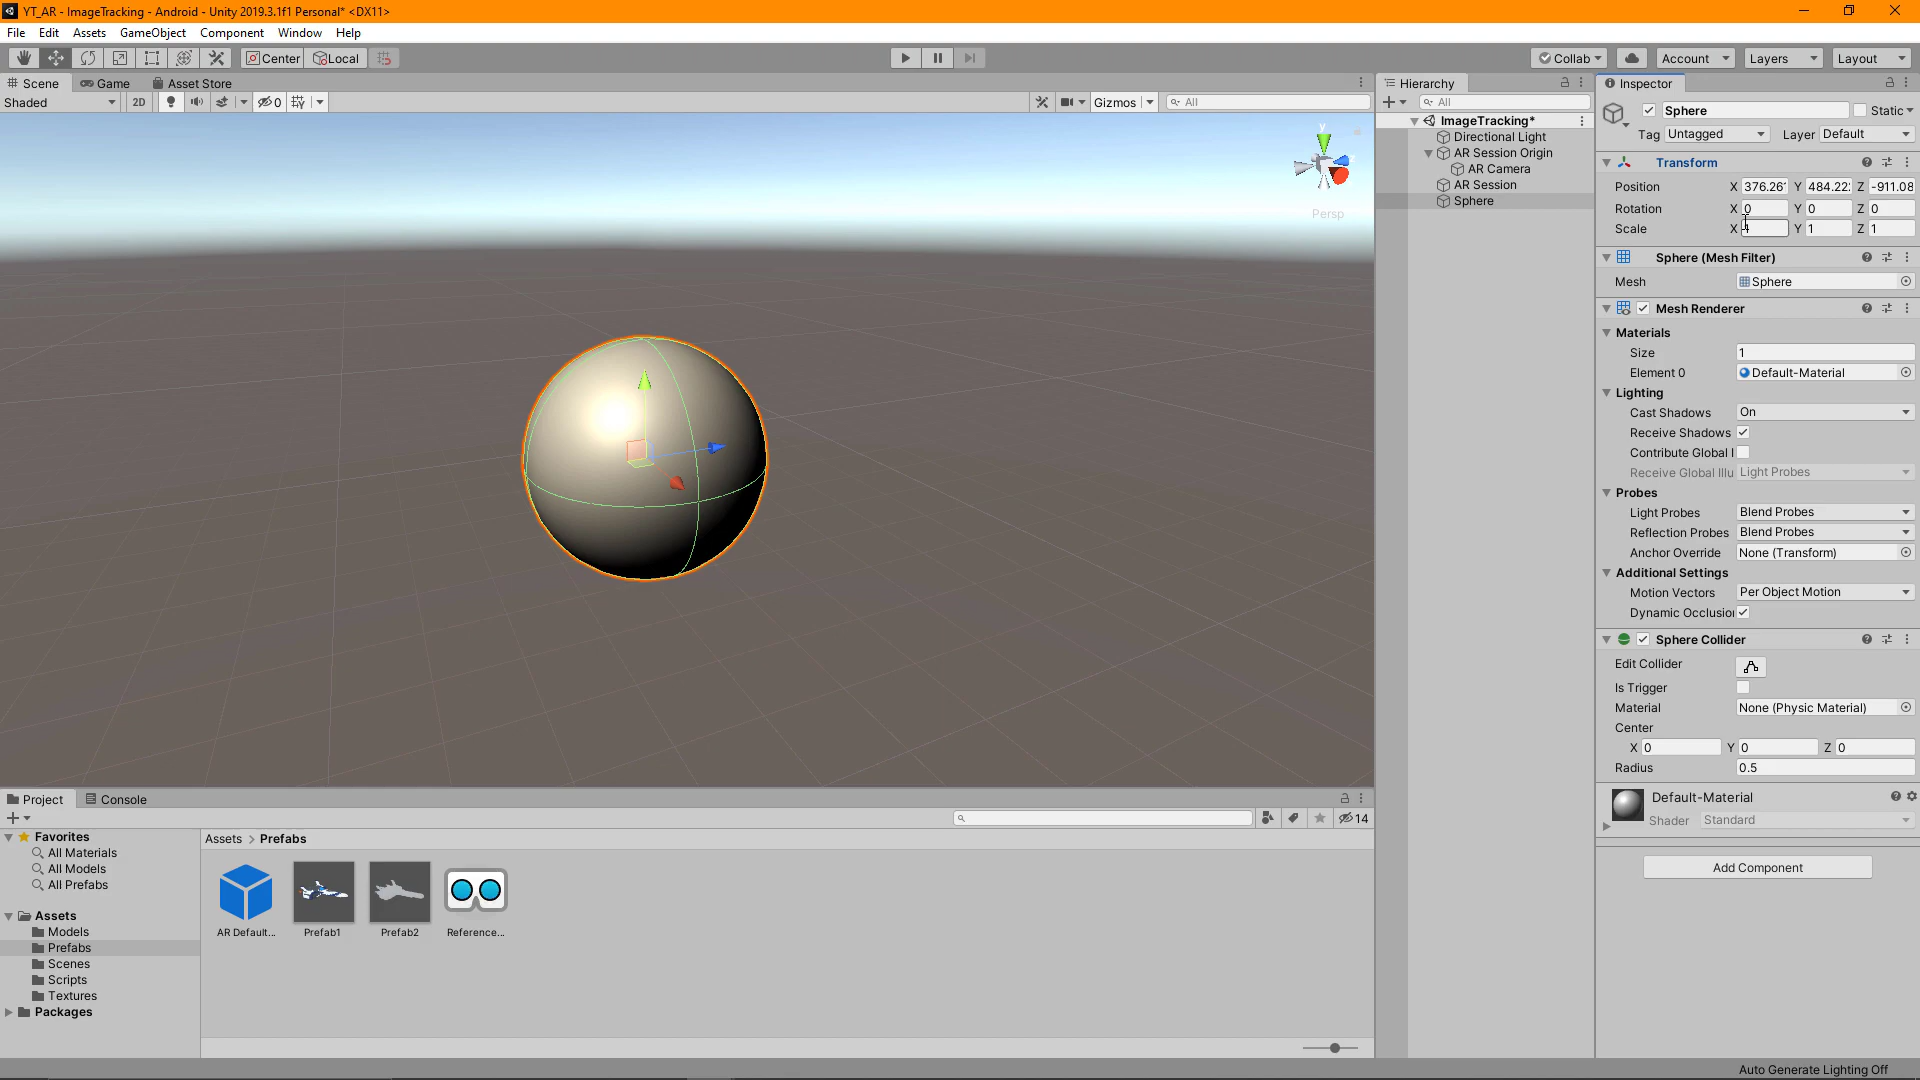 YT_AR - ImageTracking - Android - Unity 2019.3.1f1 Personal* <DX11>
File Edit Assets GameObject Component Window Help
Center Local Collab Account Layers Layout
Scene Game Asset Store
Shaded 2D 0 Gizmos All
y
Persp
Hierarchy
All
ImageTracking*
Directional Light
AR Session Origin
AR Camera
AR Session
Sphere
Inspector
Sphere Static
Tag Untagged Layer Default
Transform
Position X 376.26 Y 484.22 Z -911.08
Rotation X 0 Y 0 Z 0
Scale X Y 1 Z 1
Sphere (Mesh Filter)
Mesh Sphere
Mesh Renderer
Materials
Size 1
Element 0 Default-Material
Lighting
Cast Shadows On
Receive Shadows
Contribute Global I
Receive Global Illu Light Probes
Probes
Light Probes Blend Probes
Reflection Probes Blend Probes
Anchor Override None (Transform)
Additional Settings
Motion Vectors Per Object Motion
Dynamic Occlusion
Sphere Collider
Edit Collider
Is Trigger
Material None (Physic Material)
Center
X 0 Y 0 Z 0
Radius 0.5
Default-Material
Shader Standard
Add Component
Project Console
14
Favorites
All Materials
All Models
All Prefabs
Assets
Models
Prefabs
Scenes
Scripts
Textures
Packages
Assets > Prefabs
AR Default... Prefab1 Prefab2 Reference...
Auto Generate Lighting Off